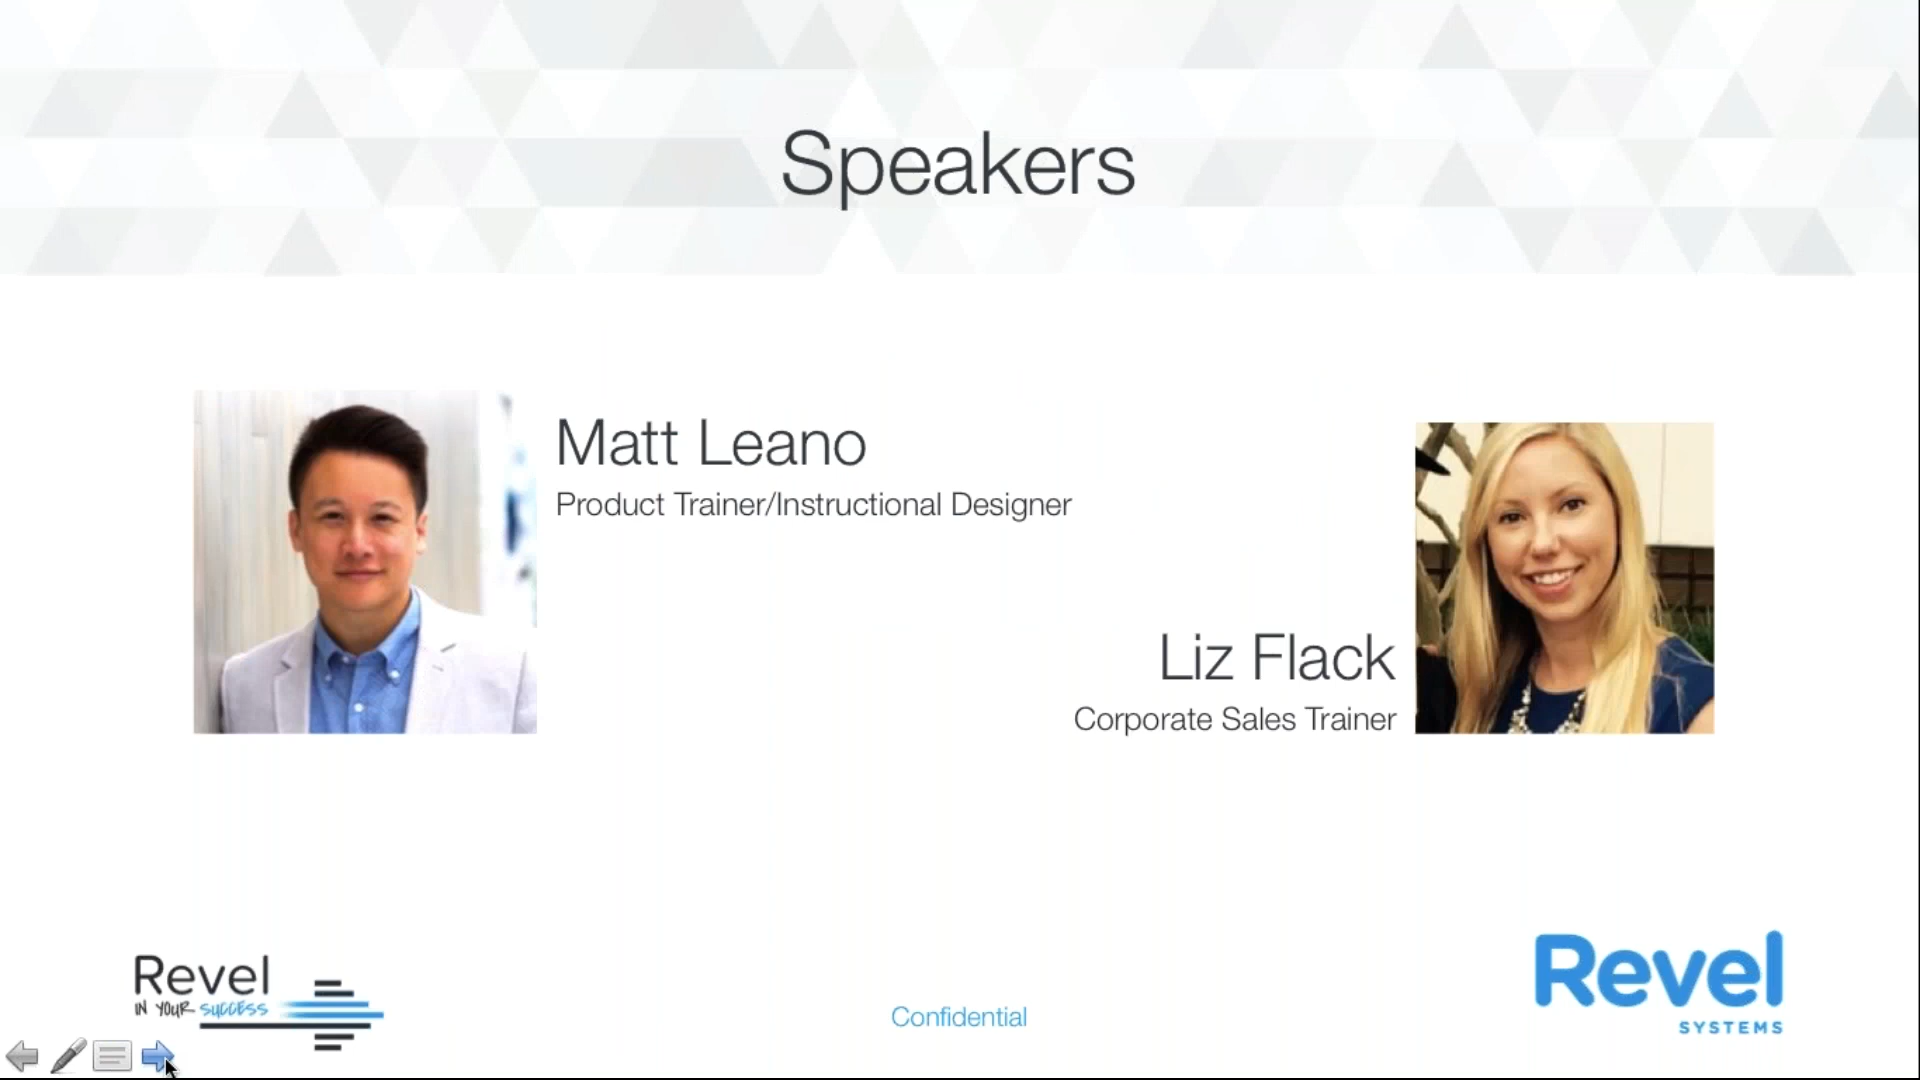 Speakers
Matt Leano
Product Trainer/Instructional Designer
Liz Flack
Corporate Sales Trainer
Revel
IN YOUR SUCCESS
Confidential
Revel
SYSTEMS